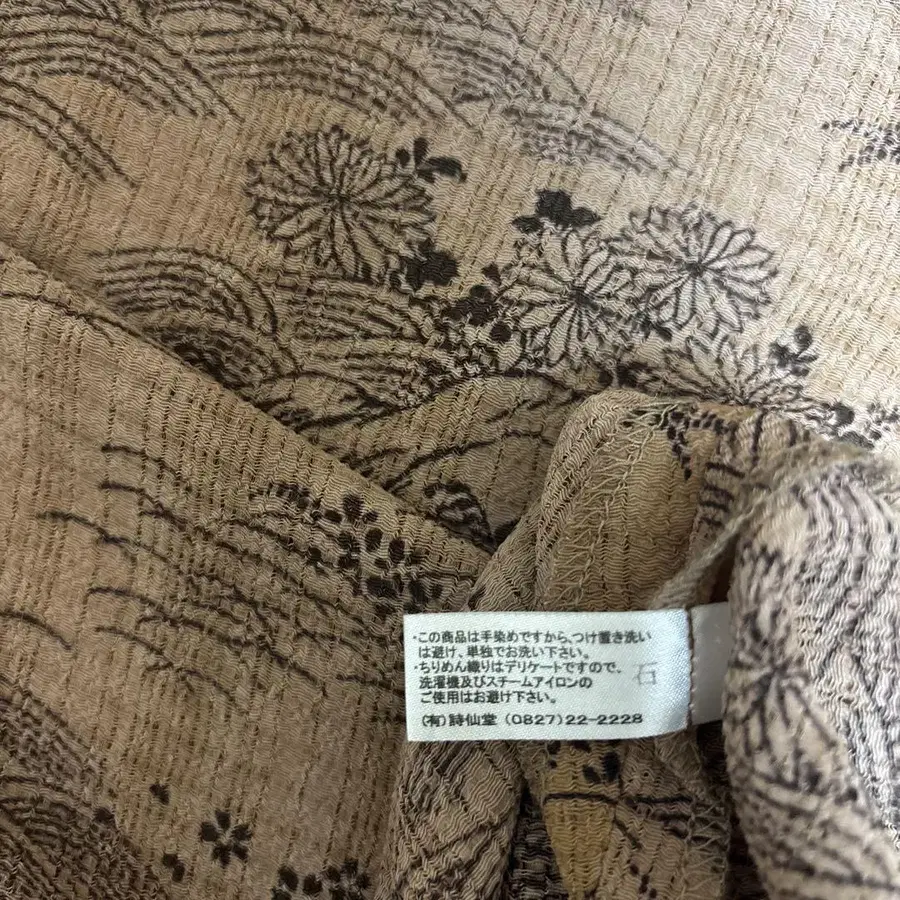 ・この商品は手染めですから、つけ置き洗い
は避け、単独でお洗い下さい。
・ちりめん織りはデリケートですので、
洗濯機及びスチームアイロンの
ご使用はお避け下さい。
(有)詩仙堂 (0827)22-2228
石